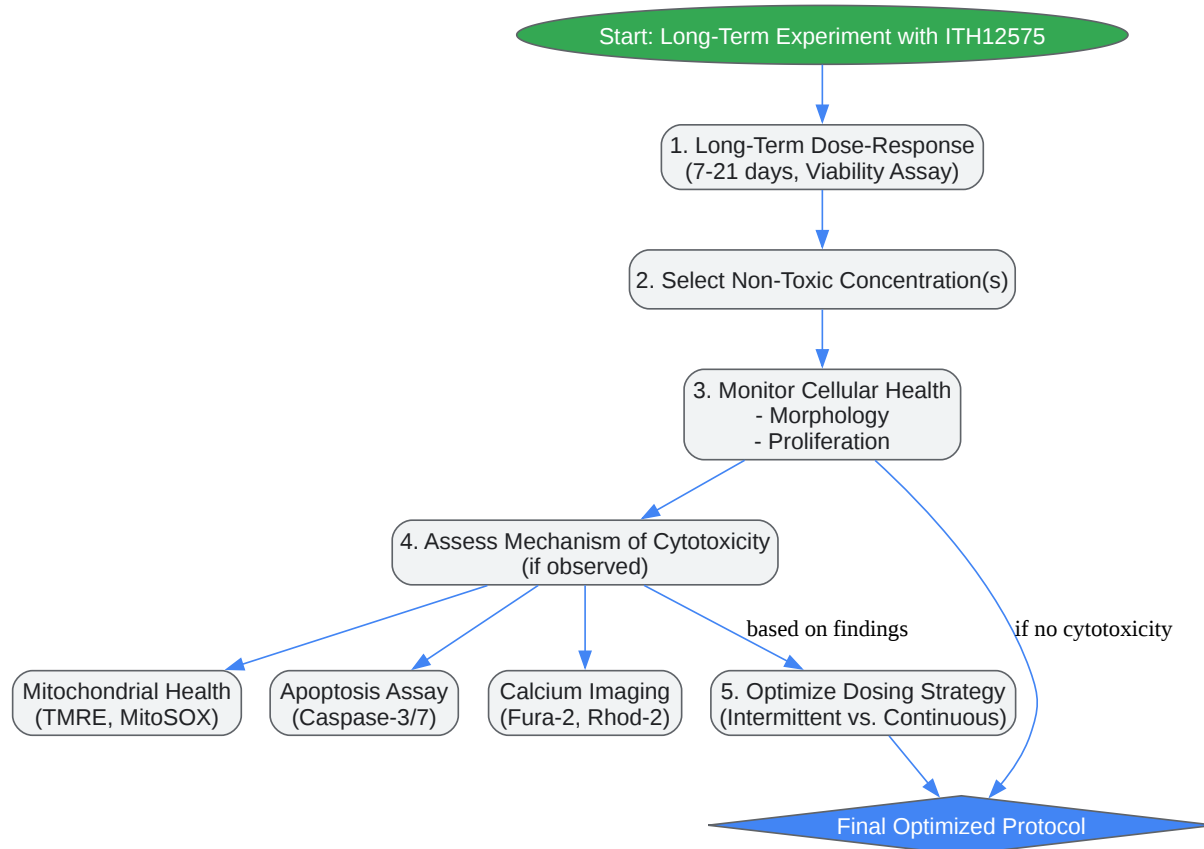 Start: Long-Term Experiment with ITH12575
1. Long-Term Dose-Response
(7-21 days, Viability Assay)
2. Select Non-Toxic Concentration(s)
3. Monitor Cellular Health
- Morphology
- Proliferation
4. Assess Mechanism of Cytotoxicity
(if observed)
based on findings
if no cytotoxicity
Mitochondrial Health
(TMRE, MitoSOX)
Apoptosis Assay
(Caspase-3/7)
Calcium Imaging
(Fura-2, Rhod-2)
5. Optimize Dosing Strategy
(Intermittent vs. Continuous)
Final Optimized Protocol